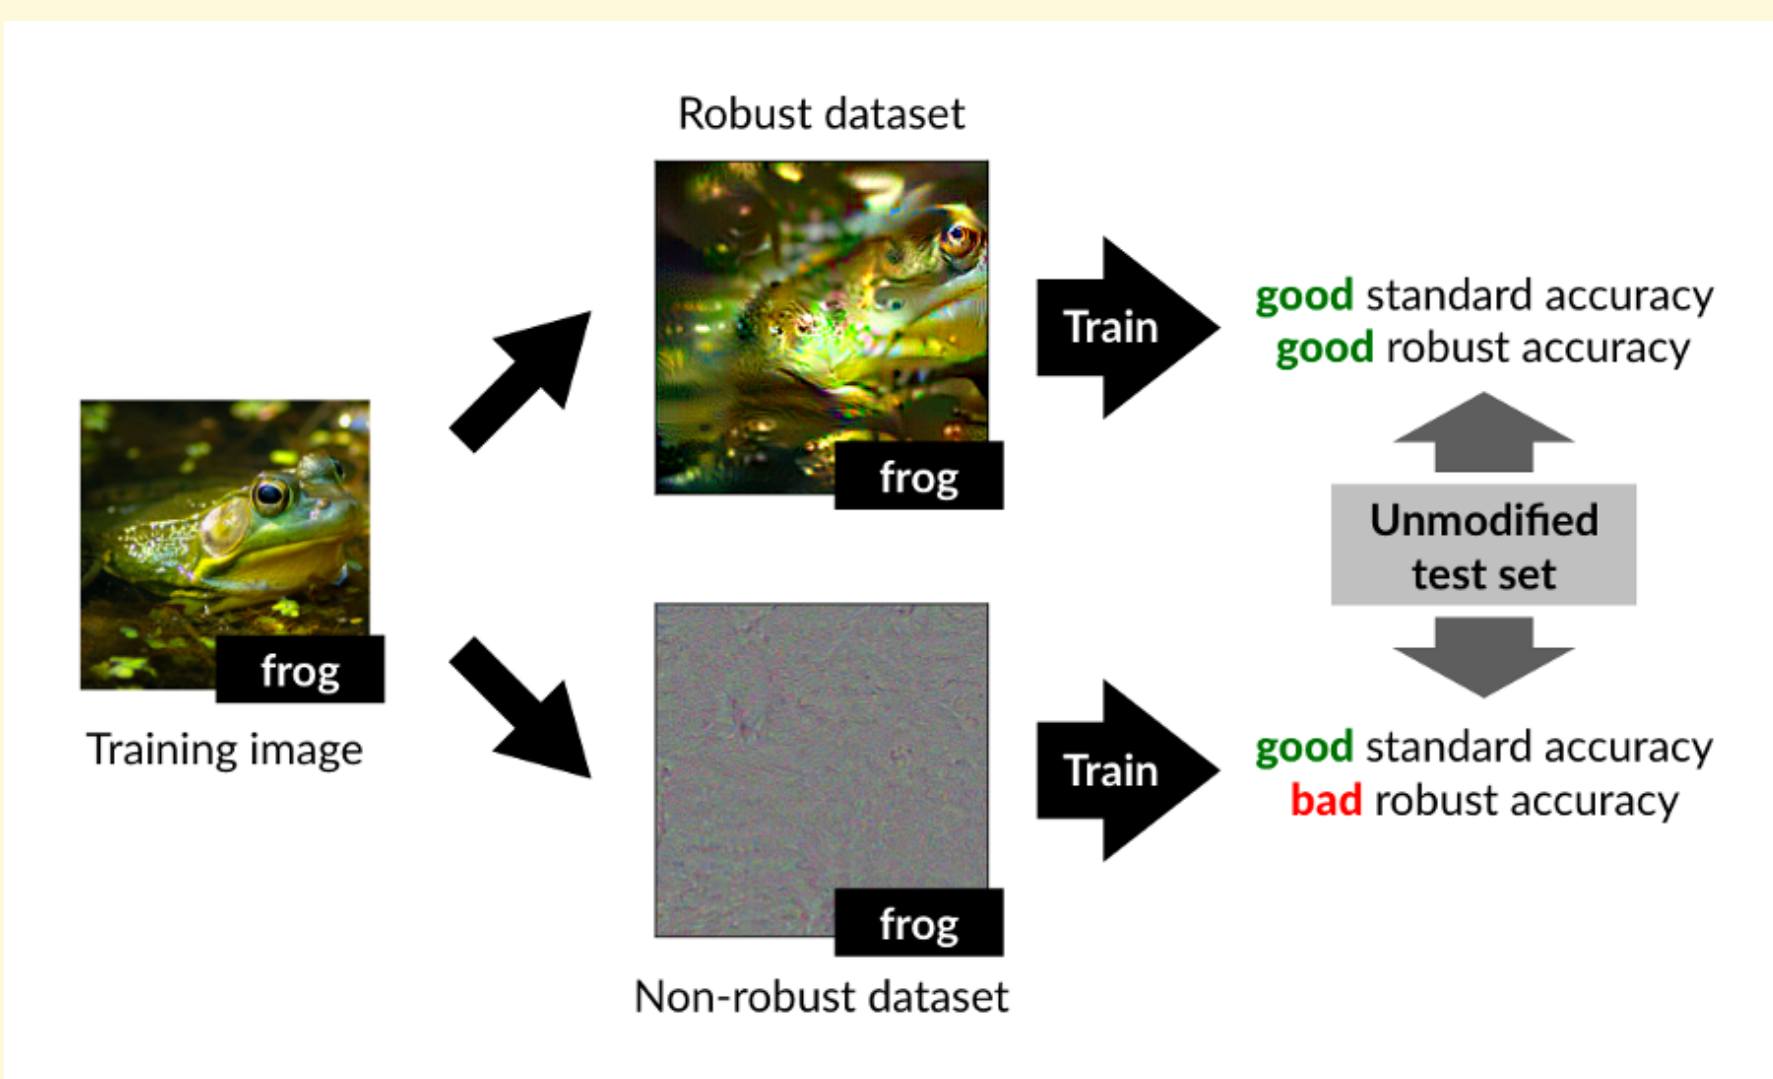 Robust dataset
frog
Train
good standard accuracy
good robust accuracy
frog
Training image
Unmodified
test set
frog
Train
good standard accuracy
bad robust accuracy
Non-robust dataset